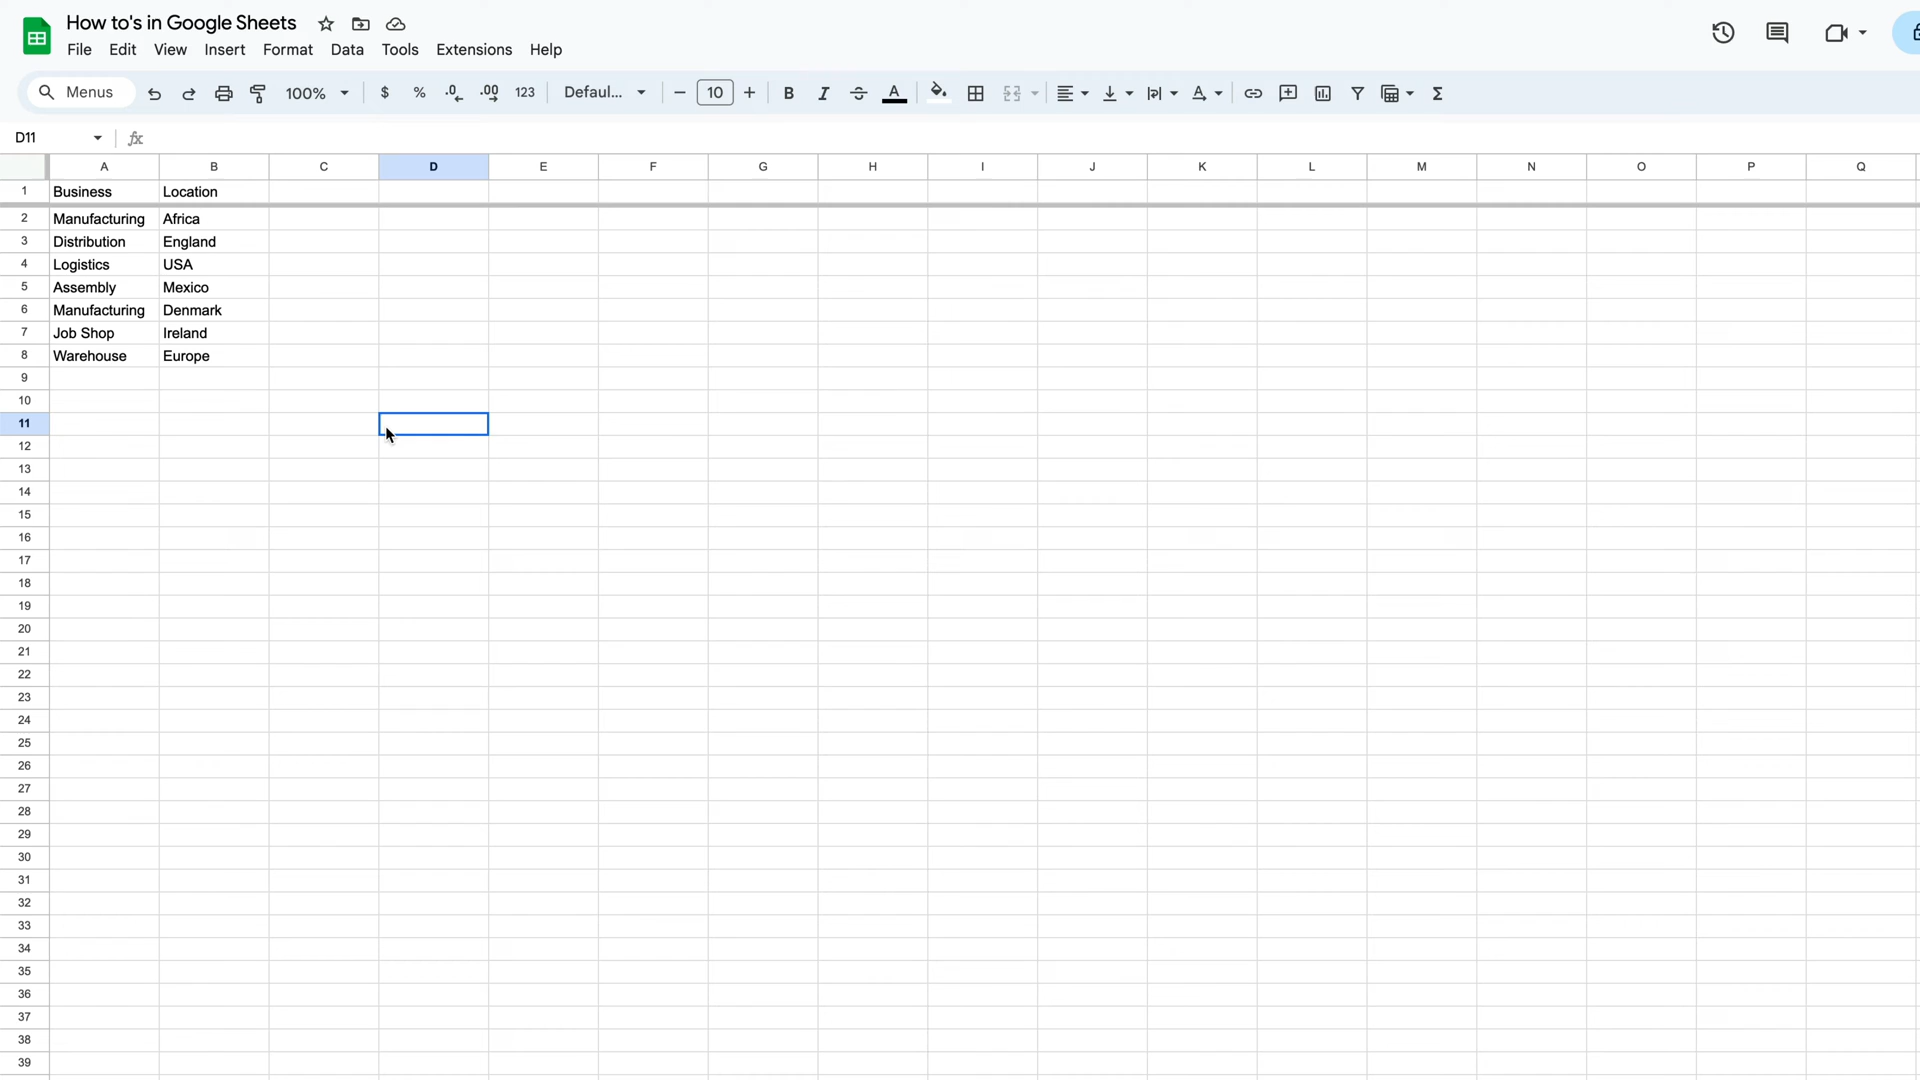 How to's in Google Sheets
File Edit View Insert Format Data Tools Extensions Help
Menus 100% $ % .0 .00 123 Defaul... 10 B I A Σ
D11 fx
A B C D E F G H I J K L M N O P Q
1 Business Location
2 Manufacturing Africa
3 Distribution England
4 Logistics USA
5 Assembly Mexico
6 Manufacturing Denmark
7 Job Shop Ireland
8 Warehouse Europe
9
10
11
12
13
14
15
16
17
18
19
20
21
22
23
24
25
26
27
28
29
30
31
32
33
34
35
36
37
38
39